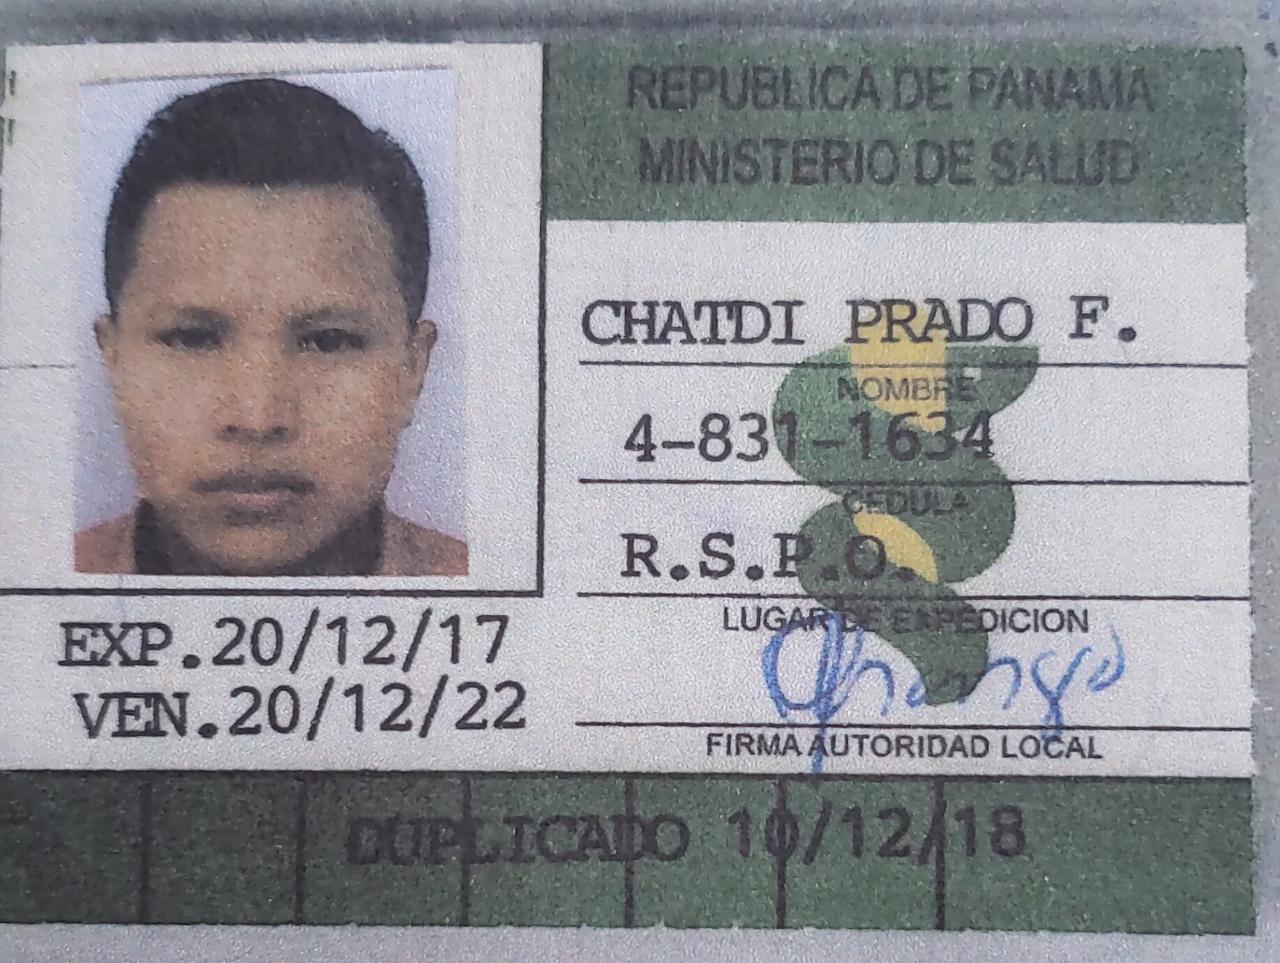 REPUBLICA DE PANAMA
MINISTERIO DE SALUD
CHATDI PRADO F.
NOMBRE
4-831-1634
CEDULA
R.S.P.O.
LUGAR DE EXPEDICION
FIRMA AUTORIDAD LOCAL
EXP.20/12/17
VEN.20/12/22
DUPLICADO 10/12/18